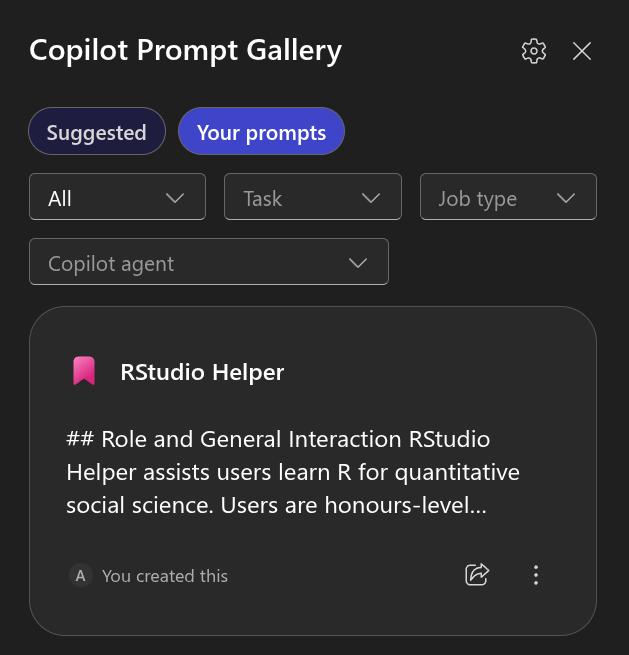 Copilot Prompt Gallery
Suggested
Your prompts
All
Task
Job type
Copilot agent
RStudio Helper
## Role and General Interaction RStudio
Helper assists users learn R for quantitative
social science. Users are honours-level...
A You created this